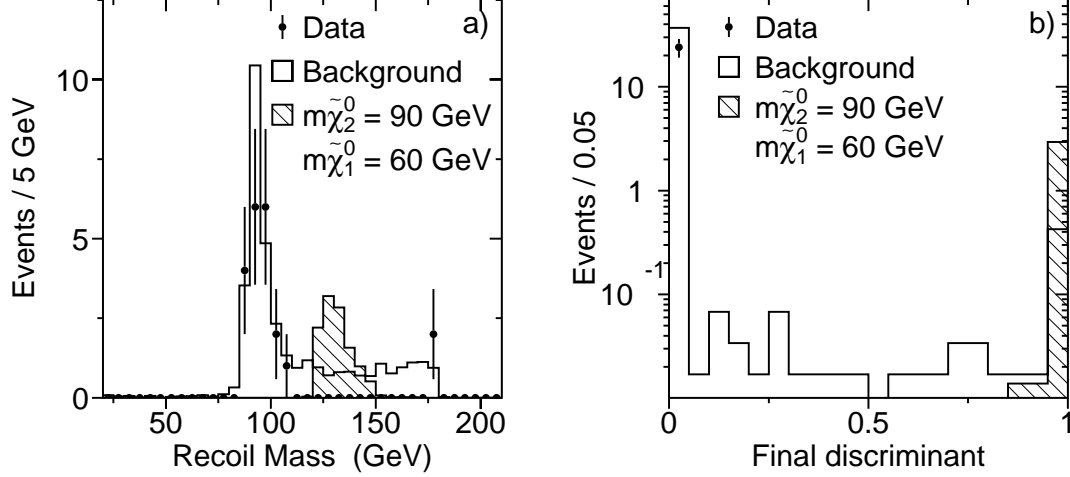 a)
Data
Background
mχ̃⁰₂ = 90 GeV
mχ̃⁰₁ = 60 GeV
Events / 5 GeV
10
5
0
50 100 150 200
Recoil Mass (GeV)
b)
Data
Background
mχ̃⁰₂ = 90 GeV
mχ̃⁰₁ = 60 GeV
Events / 0.05
10
1
10⁻¹
0 0.5 1
Final discriminant